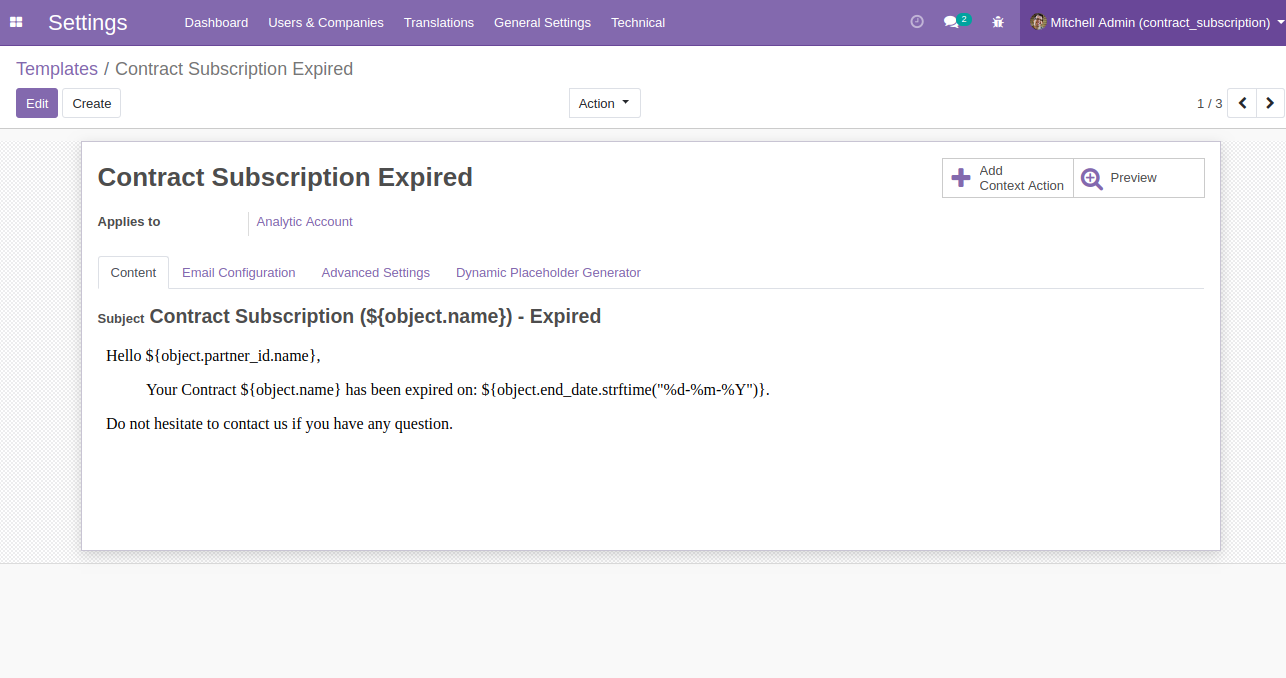 Settings Dashboard Users & Companies Translations General Settings Technical 2 Mitchell Admin (contract_subscription)
Templates / Contract Subscription Expired
Edit Create Action 1 / 3
Contract Subscription Expired
Add
Context Action
Preview
Applies to Analytic Account
Content Email Configuration Advanced Settings Dynamic Placeholder Generator
Subject Contract Subscription (${object.name}) - Expired
Hello ${object.partner_id.name},
Your Contract ${object.name} has been expired on: ${object.end_date.strftime("%d-%m-%Y")}.
Do not hesitate to contact us if you have any question.